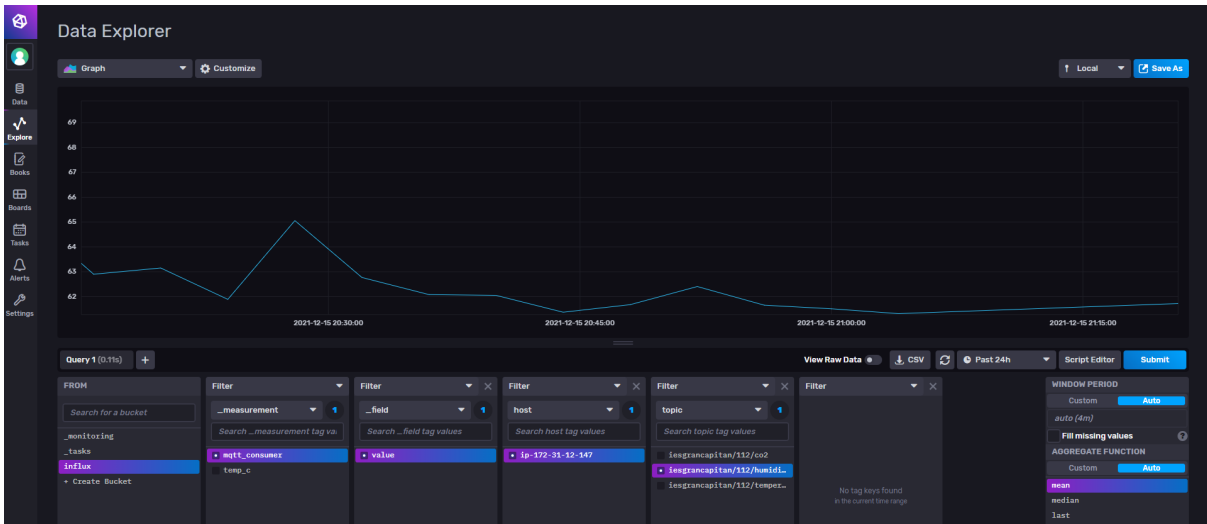 Data Explorer
Graph
Customize
Local
Save As
Data
Explore
Books
Boards
Tasks
Alerts
Settings
69
68
67
66
65
64
63
62
2021-12-15 20:30:00
2021-12-15 20:45:00
2021-12-15 21:00:00
2021-12-15 21:15:00
Query 1 (0.11s)
+
View Raw Data
CSV
Past 24h
Script Editor
Submit
FROM
Search for a bucket
_monitoring
_tasks
influx
+ Create Bucket
Filter
_measurement
1
Search _measurement tag va:
mqtt_consumer
temp_c
Filter
_field
1
Search _field tag values
value
Filter
host
1
Search host tag values
ip-172-31-12-147
Filter
topic
1
Search topic tag values
iesgrancapitan/112/co2
iesgrancapitan/112/humidi…
iesgrancapitan/112/temper…
Filter
No tag keys found
in the current time range
WINDOW PERIOD
Custom
Auto
auto (4m)
Fill missing values
?
AGGREGATE FUNCTION
Custom
Auto
mean
median
last